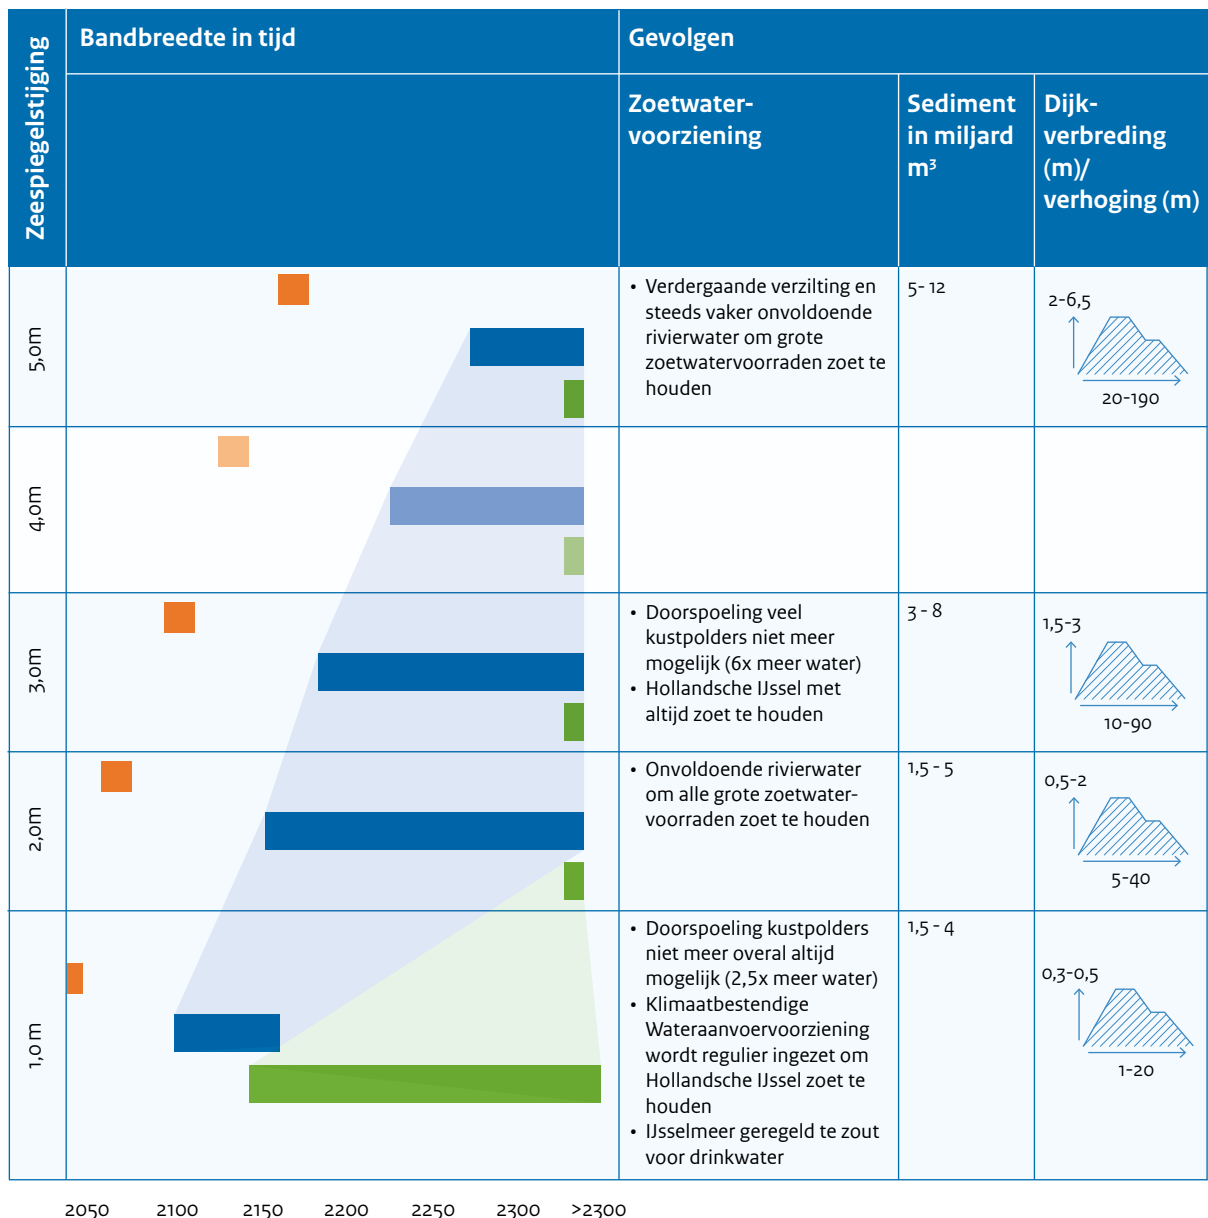 Zeespiegelstijging
Bandbreedte in tijd
Gevolgen
Zoetwater-
voorziening
Sediment
in miljard
m³
Dijk-
verbreding
(m)/
verhoging (m)
5,0m
• Verdergaande verzilting en
steeds vaker onvoldoende
rivierwater om grote
zoetwatervoorraden zoet te
houden
5- 12
2-6,5
20-190
4,0m
3,0m
• Doorspoeling veel
kustpolders niet meer
mogelijk (6x meer water)
• Hollandsche IJssel met
altijd zoet te houden
3 - 8
1,5-3
10-90
2,0m
• Onvoldoende rivierwater
om alle grote zoetwater-
voorraden zoet te houden
1,5 - 5
0,5-2
5-40
1,0 m
• Doorspoeling kustpolders
niet meer overal altijd
mogelijk (2,5x meer water)
• Klimaatbestendige
Wateraanvoervoorziening
wordt regulier ingezet om
Hollandsche IJssel zoet te
houden
• IJsselmeer geregeld te zout
voor drinkwater
1,5 - 4
0,3-0,5
1-20
2050 2100 2150 2200 2250 2300 >2300